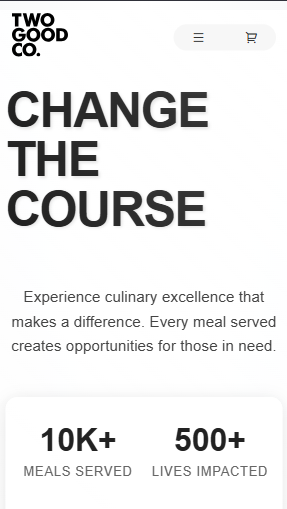 TWO
GOOD
CO.
CHANGE
THE
COURSE
Experience culinary excellence that
makes a difference. Every meal served
creates opportunities for those in need.
10K+ 500+
MEALS SERVED LIVES IMPACTED